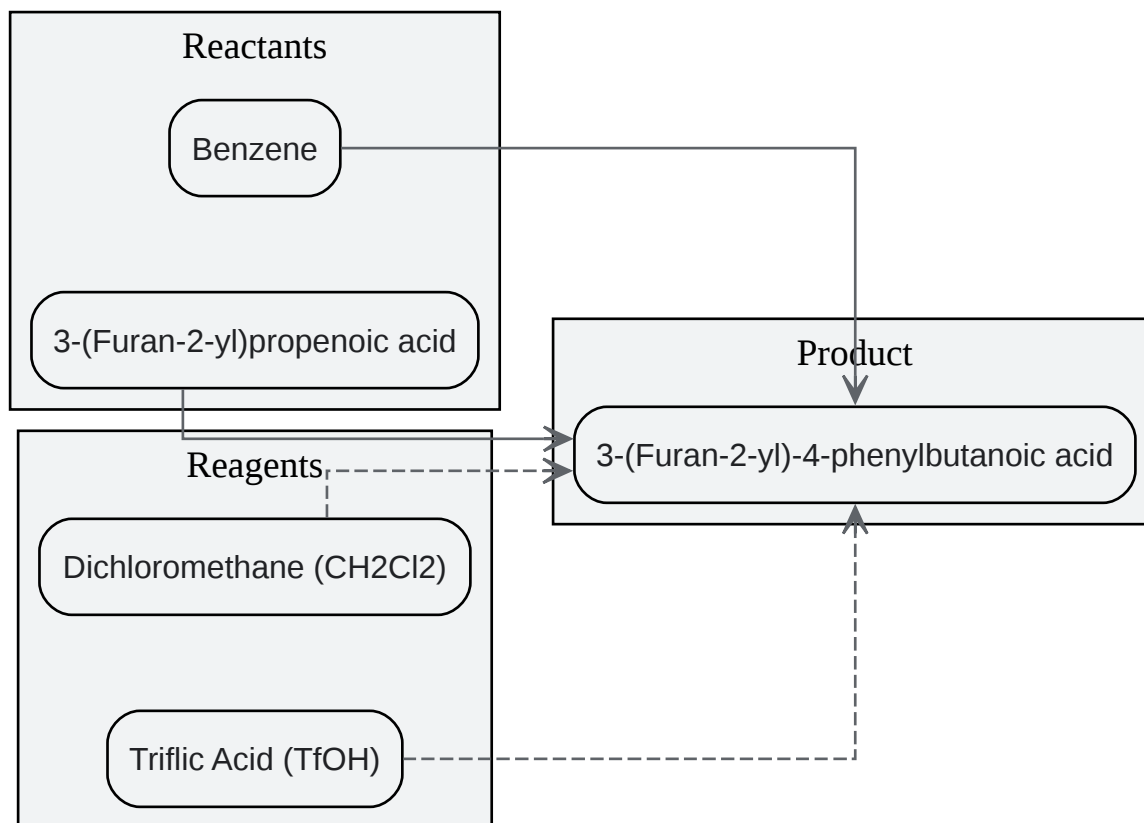 Reactants
Benzene
3-(Furan-2-yl)propenoic acid
Reagents
Dichloromethane (CH2Cl2)
Triflic Acid (TfOH)
Product
3-(Furan-2-yl)-4-phenylbutanoic acid